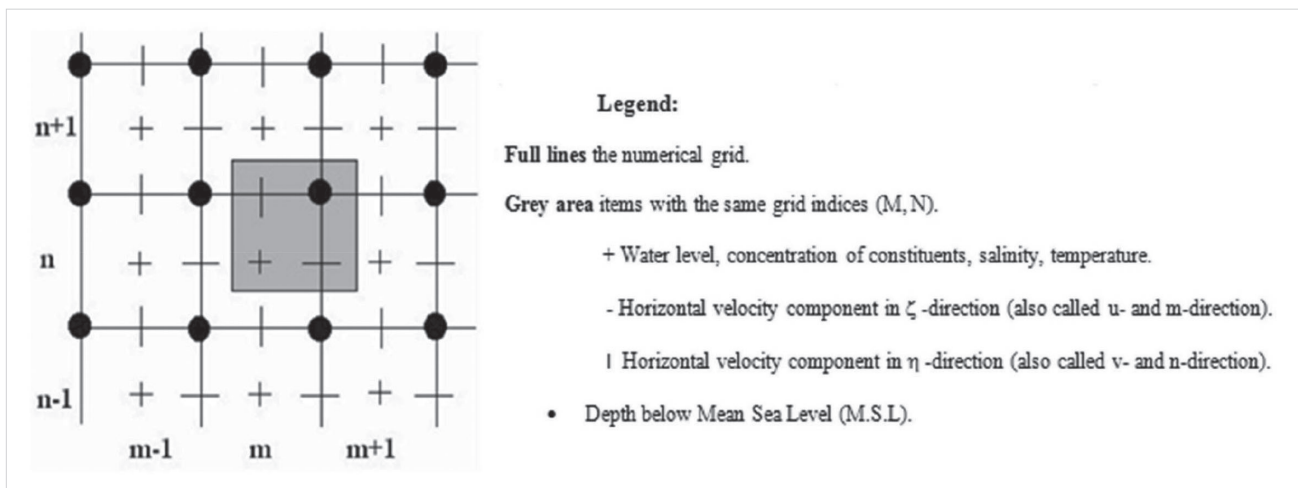 n+1
n
n-1
m-1 m m+1
Legend:
Full lines the numerical grid.
Grey area items with the same grid indices (M, N).
+ Water level, concentration of constituents, salinity, temperature.
- Horizontal velocity component in ζ -direction (also called u- and m-direction).
| Horizontal velocity component in η -direction (also called v- and n-direction).
• Depth below Mean Sea Level (M.S.L).